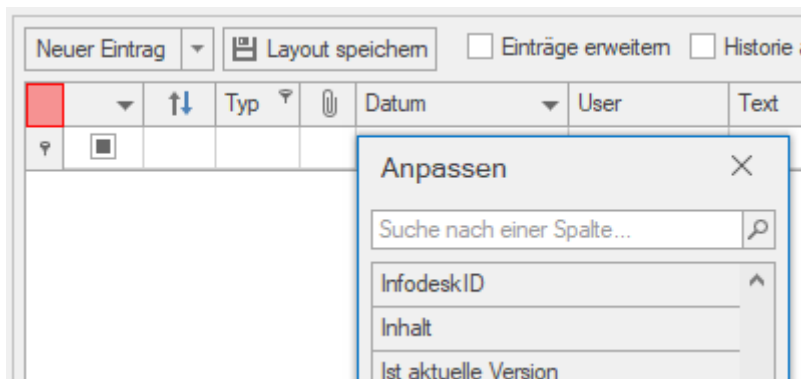 Neuer Eintrag Layout speichern Einträge erweitern Historie
Typ Datum User Text
Anpassen
Suche nach einer Spalte...
InfodeskID
Inhalt
Ist aktuelle Version